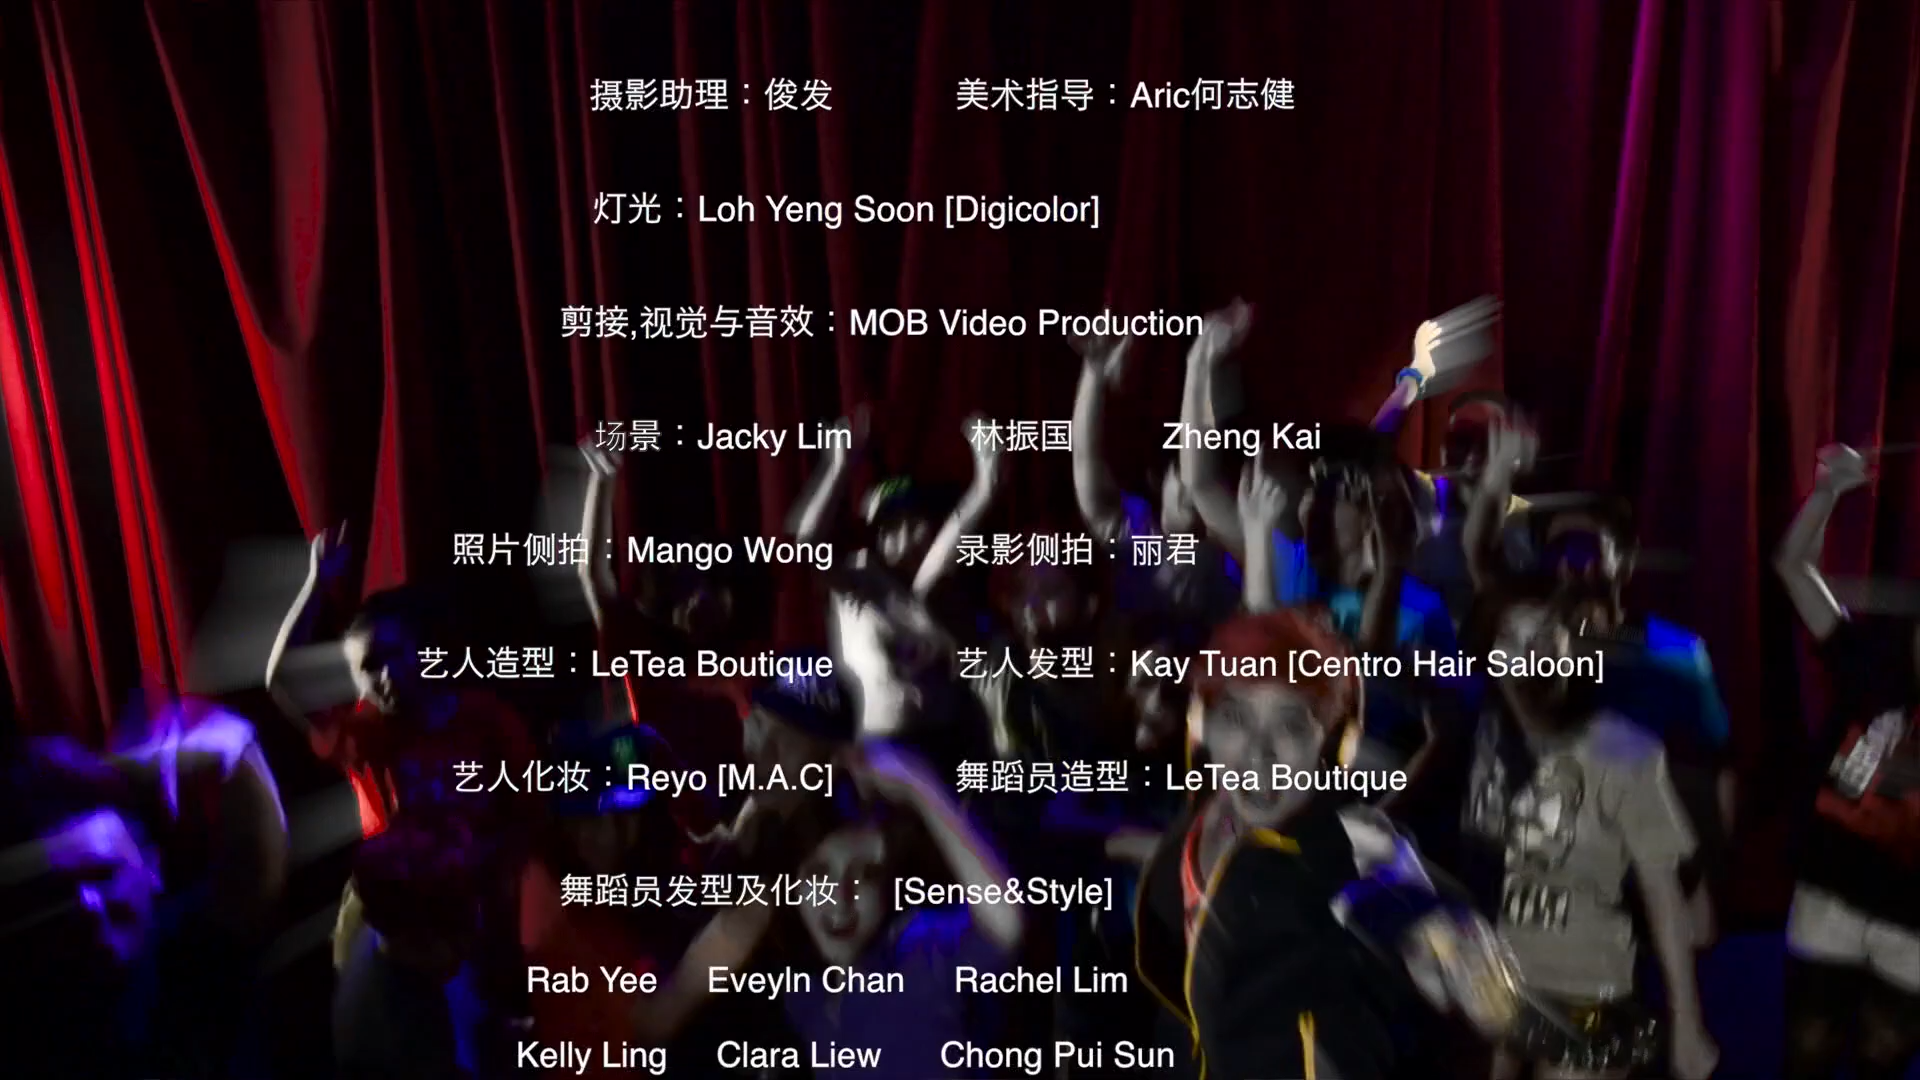 摄影助理：俊发 美术指导：Aric何志健
灯光：Loh Yeng Soon [Digicolor]
剪接,视觉与音效：MOB Video Production
场景：Jacky Lim 林振国 Zheng Kai
照片侧拍：Mango Wong 录影侧拍：丽君
艺人造型：LeTea Boutique 艺人发型：Kay Tuan [Centro Hair Saloon]
艺人化妆：Reyo [M.A.C] 舞蹈员造型：LeTea Boutique
舞蹈员发型及化妆： [Sense&Style]
Rab Yee EveyIn Chan Rachel Lim
Kelly Ling Clara Liew Chong Pui Sun